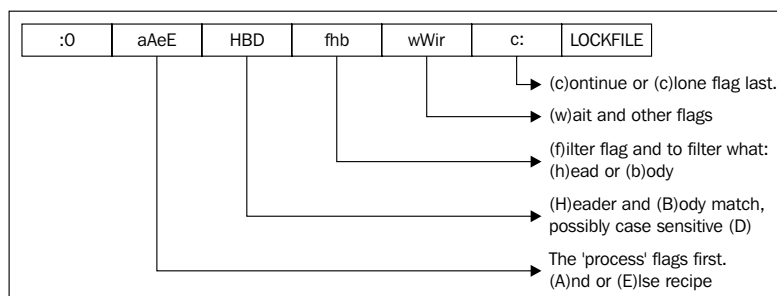 :0 aAeE HBD fhb wWir c: LOCKFILE
(c)ontinue or (c)lone flag last.
(w)ait and other flags
(f)ilter flag and to filter what:
(h)ead or (b)ody
(H)eader and (B)ody match,
possibly case sensitive (D)
The 'process' flags first.
(A)nd or (E)lse recipe